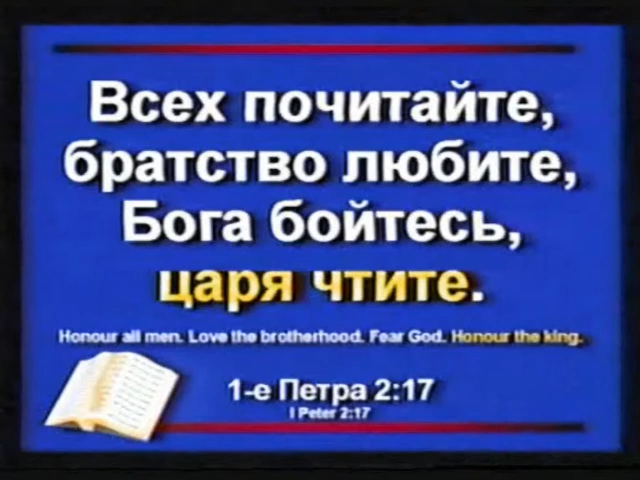 Всех почитайте,
братство любите,
Бога бойтесь,
царя чтите.
Honour all men. Love the brotherhood. Fear God. Honour the king.
1-е Петра 2:17
I Peter 2:17